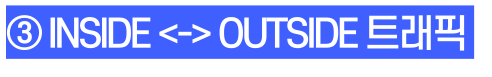 ③ INSIDE <-> OUTSIDE 트래픽